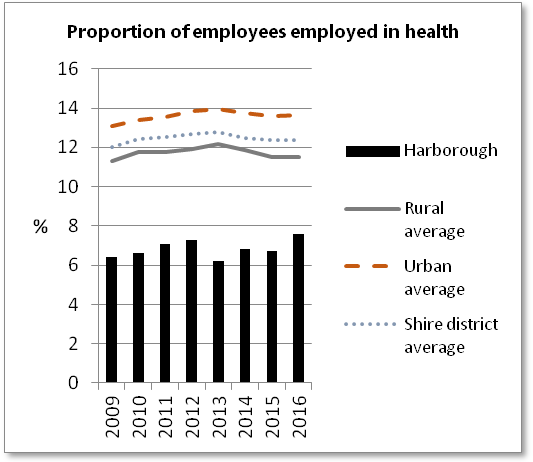 Proportion of employees employed in health
16
14
12
10
8
6
4
2
0
%
2009
2010
2011
2012
2013
2014
2015
2016
Harborough
Rural
average
Urban
average
Shire district
average